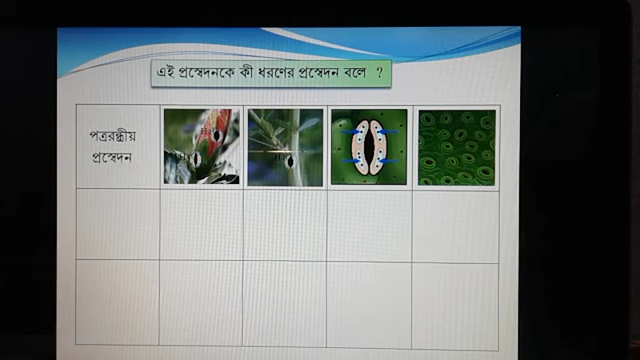 এই প্রস্বেদনকে কী ধরণের প্রস্বেদন বলে ?
পত্ররন্ধ্রীয়
প্রস্বেদন